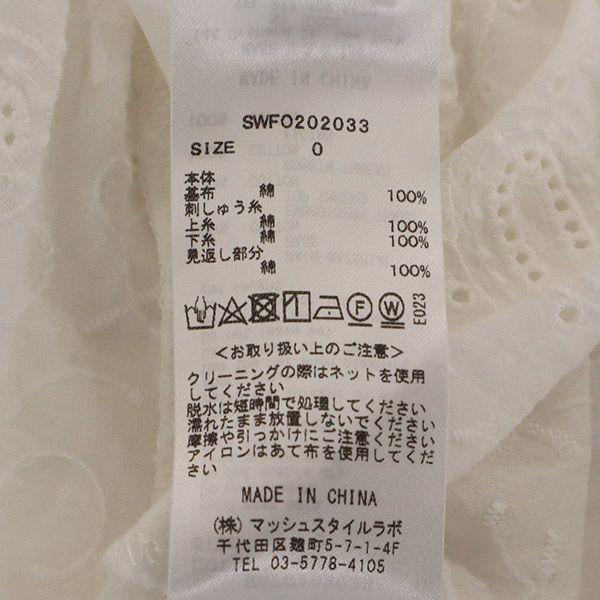 SWFO202033
SIZE 0
本体
基布 綿 100%
刺しゅう糸
上糸 綿 100%
下糸 綿 100%
見返し部分
綿 100%
F W E023
<お取り扱い上のご注意>
クリーニングの際はネットを使用
してください
脱水は短時間で処理してください
濡れたまま放置しないでください
摩擦や引っかけにご注意ください
アイロンはあて布を使用してくだ
さい
MADE IN CHINA
(株) マッシュスタイルラボ
千代田区麹町5-7-1-4F
TEL 03-5778-4105
MADE IN CHINA